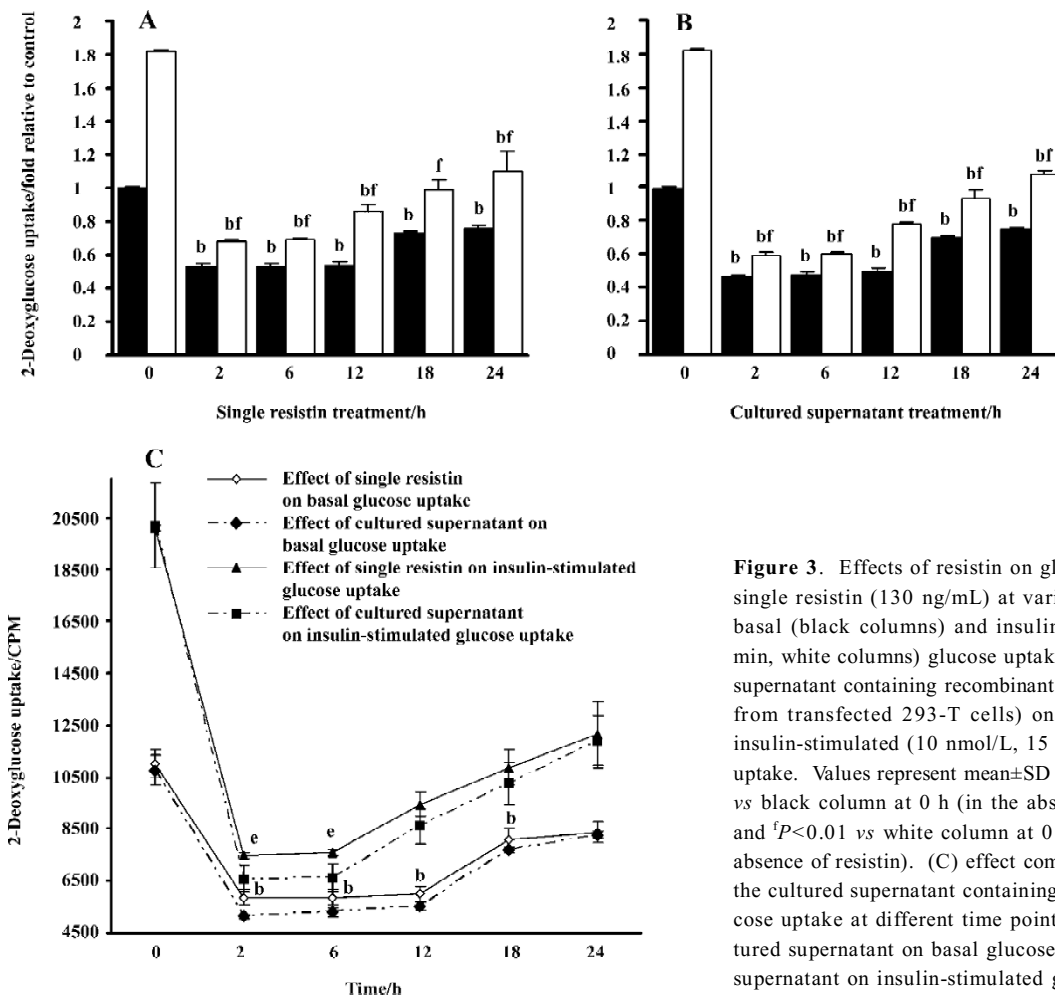 A
2-Deoxyglucose uptake/fold relative to control
2
1.8
1.6
1.4
1.2
1
0.8
0.6
0.4
0.2
0
b bf b bf b bf b f b bf
0 2 6 12 18 24
Single resistin treatment/h
B
2
1.8
1.6
1.4
1.2
1
0.8
0.6
0.4
0.2
0
b bf b bf b bf b bf b bf
0 2 6 12 18 24
Cultured supernatant treatment/h
C
Effect of single resistin
on basal glucose uptake
Effect of cultured supernatant on
basal glucose uptake
Effect of single resistin on insulin-stimulated
glucose uptake
Effect of cultured supernatant
on insulin-stimulated glucose uptake
2-Deoxyglucose uptake/CPM
20500
18500
16500
14500
12500
10500
8500
6500
4500
e e
b b b b
0 2 6 12 18 24
Time/h
Figure 3. Effects of resistin on
single resistin (130 ng/mL) at
basal (black columns) and
min, white columns) glucose
supernatant containing recombinant
from transfected 293-T cells) on
insulin-stimulated (10 nmol/L, 15
uptake. Values represent mean±SD
vs black column at 0 h (in the
and fP<0.01 vs white column at 0
absence of resistin). (C) effect
the cultured supernatant containing
cose uptake at different time
tured supernatant on basal glucose
supernatant on insulin-stimulated